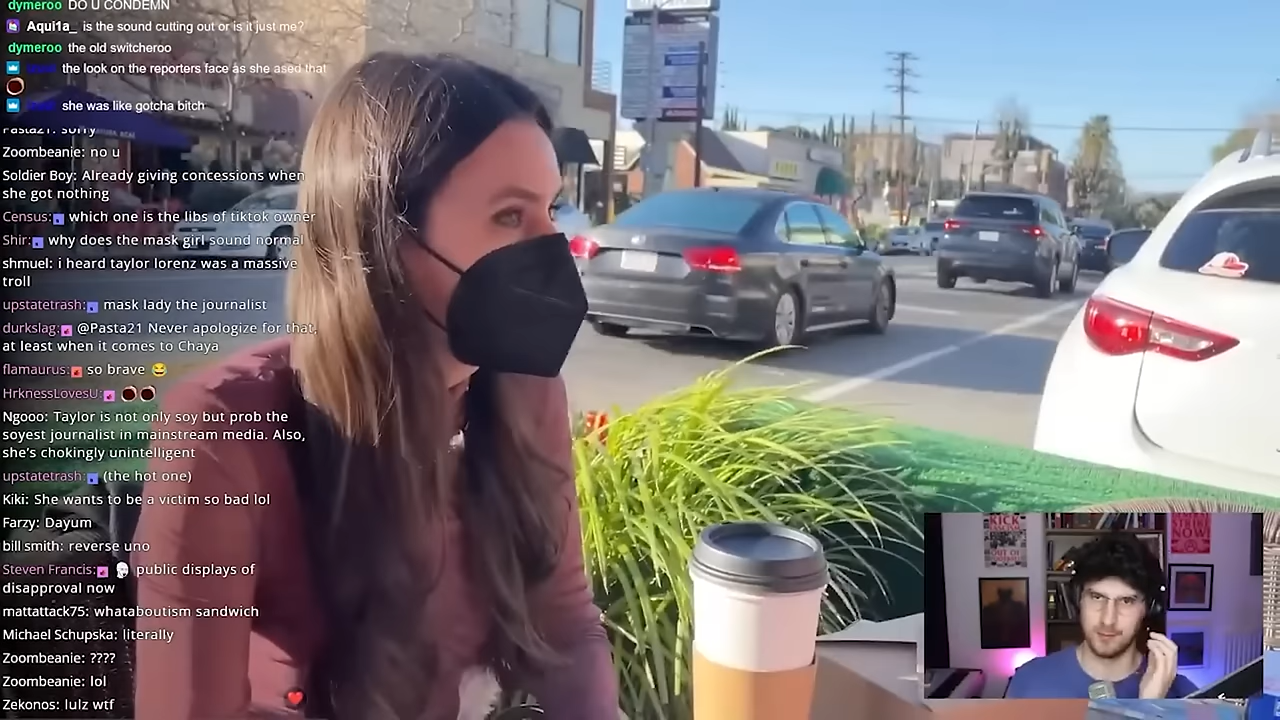 dymeroo DO U CONDEMN
Aqui1a_ is the sound cutting out or is it just me?
dymeroo the old switcheroo
the look on the reporters face as she ased that
she was like gotcha bitch
Pasta21: sorry
Zoombeanie: no u
Soldier Boy: Already giving concessions when
she got nothing
Census: which one is the libs of tiktok owner
Shir: why does the mask girl sound normal
shmuel: i heard taylor lorenz was a massive
troll
upstatetrash: mask lady the journalist
durkslag: @Pasta21 Never apologize for that,
at least when it comes to Chaya
flamaurus: so brave 😂
HrknessLovesU:
Ngooo: Taylor is not only soy but prob the
soyest journalist in mainstream media. Also,
she's chokingly unintelligent
upstatetrash: (the hot one)
Kiki: She wants to be a victim so bad lol
Farzy: Dayum
bill smith: reverse uno
Steven Francis: public displays of
disapproval now
mattattack75: whataboutism sandwich
Michael Schupska: literally
Zoombeanie: ????
Zoombeanie: lol
Zekonos: lulz wtf
KICK
OUT OF
STRIKE
NOW!